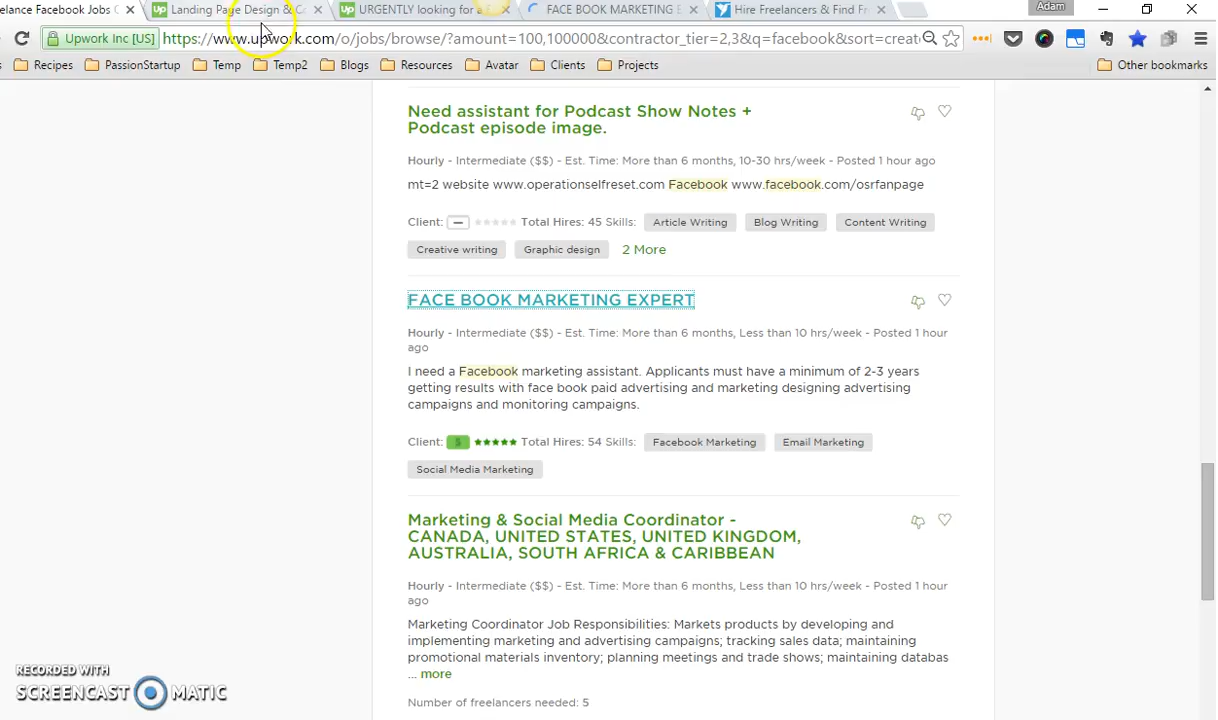 elance Facebook Jobs O
Landing Page Design & C
URGENTLY looking for a
FACE BOOK MARKETING E
Hire Freelancers & Find Fr
Adam
Upwork Inc [US]
https://www.upwork.com/o/jobs/browse/?amount=100,100000&contractor_tier=2,3&q=facebook&sort=creat
Recipes
PassionStartup
Temp
Temp2
Blogs
Resources
Avatar
Clients
Projects
Other bookmarks
Need assistant for Podcast Show Notes +
Podcast episode image.
Hourly - Intermediate ($$) - Est. Time: More than 6 months, 10-30 hrs/week - Posted 1 hour ago
mt=2 website www.operationselfreset.com Facebook www.facebook.com/osrfanpage
Client: Total Hires: 45 Skills: Article Writing Blog Writing Content Writing
Creative writing Graphic design 2 More
FACE BOOK MARKETING EXPERT
Hourly - Intermediate ($$) - Est. Time: More than 6 months, Less than 10 hrs/week - Posted 1 hour
ago
I need a Facebook marketing assistant. Applicants must have a minimum of 2-3 years
getting results with face book paid advertising and marketing designing advertising
campaigns and monitoring campaigns.
Client: $ Total Hires: 54 Skills: Facebook Marketing Email Marketing
Social Media Marketing
Marketing & Social Media Coordinator -
CANADA, UNITED STATES, UNITED KINGDOM,
AUSTRALIA, SOUTH AFRICA & CARIBBEAN
Hourly - Intermediate ($$) - Est. Time: More than 6 months, Less than 10 hrs/week - Posted 1 hour
ago
Marketing Coordinator Job Responsibilities: Markets products by developing and
implementing marketing and advertising campaigns; tracking sales data; maintaining
promotional materials inventory; planning meetings and trade shows; maintaining databas
... more
Number of freelancers needed: 5
RECORDED WITH
SCREENCAST MATIC